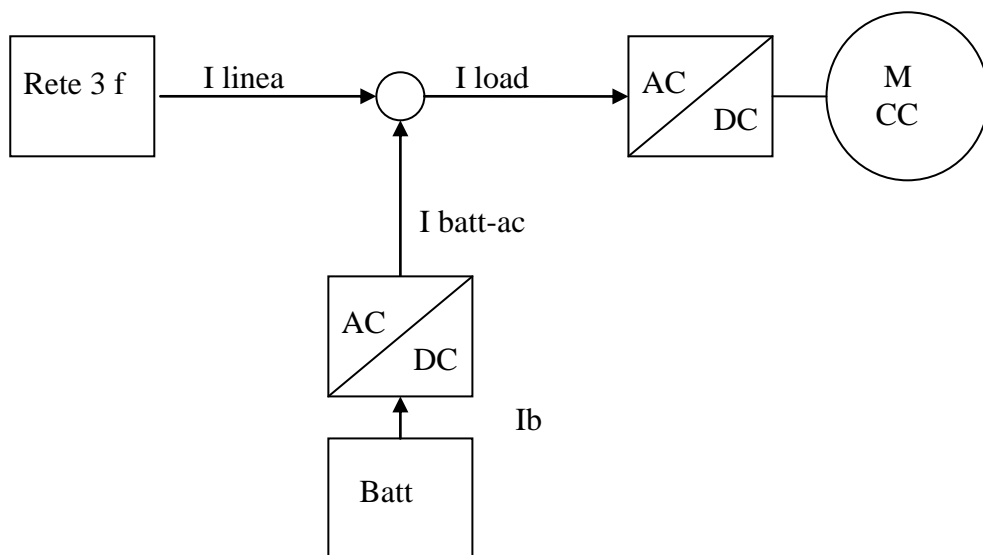 Rete 3 f
I linea
I load
AC
DC
M
CC
I batt-ac
AC
DC
Ib
Batt